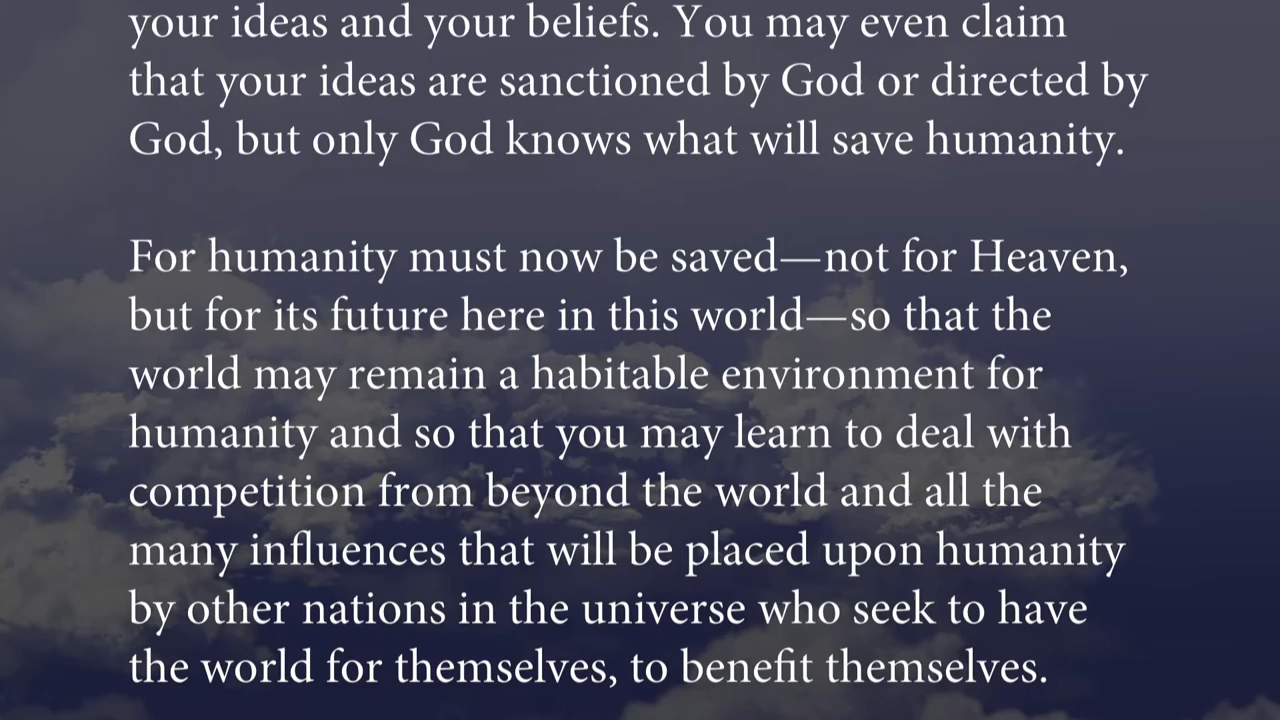 your ideas and your beliefs. You may even claim
that your ideas are sanctioned by God or directed by
God, but only God knows what will save humanity.
For humanity must now be saved—not for Heaven,
but for its future here in this world—so that the
world may remain a habitable environment for
humanity and so that you may learn to deal with
competition from beyond the world and all the
many influences that will be placed upon humanity
by other nations in the universe who seek to have
the world for themselves, to benefit themselves.